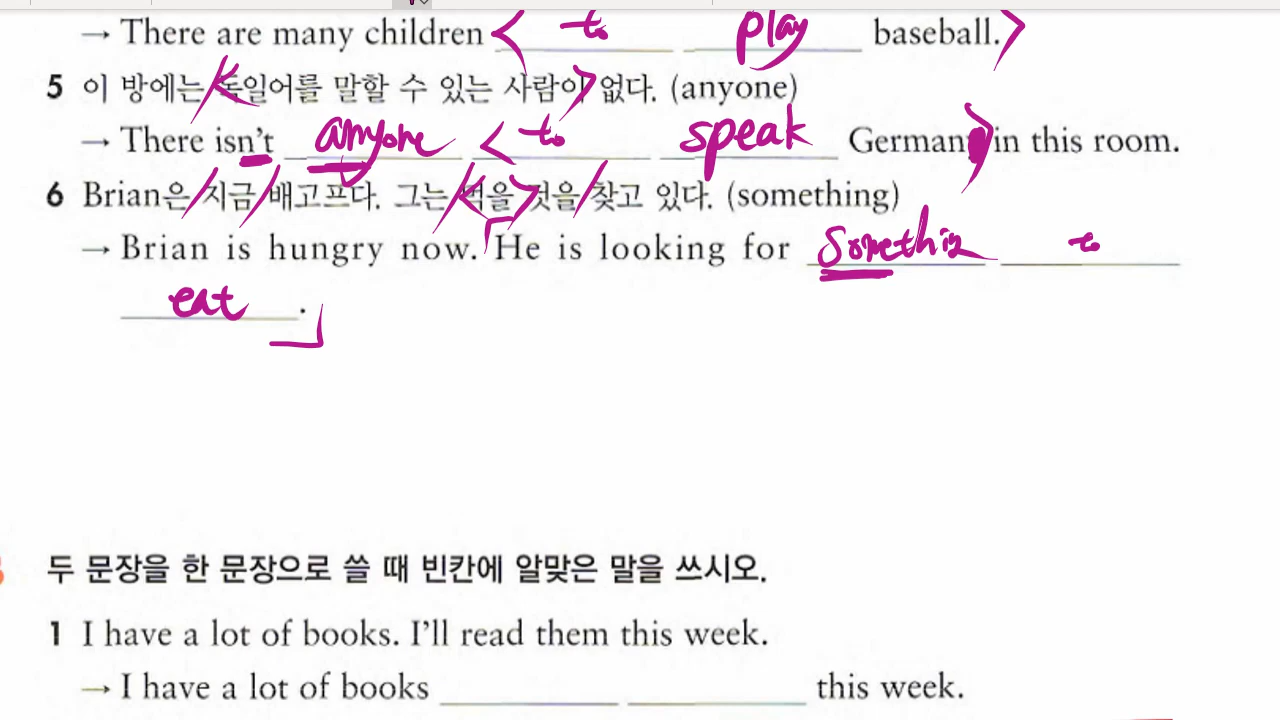 → There are many children < to play baseball.>
5 이 방에는 독일어를 말할 수 있는 사람이 없다. (anyone)
→ There isn't anyone < to speak German > in this room.
6 Brian은 / 지금 / 배고프다. 그는 먹을 것을 찾고 있다. (something)
→ Brian is hungry now. He is looking for somethin to
eat .
두 문장을 한 문장으로 쓸 때 빈칸에 알맞은 말을 쓰시오.
1 I have a lot of books. I'll read them this week.
→ I have a lot of books ______ ______ this week.